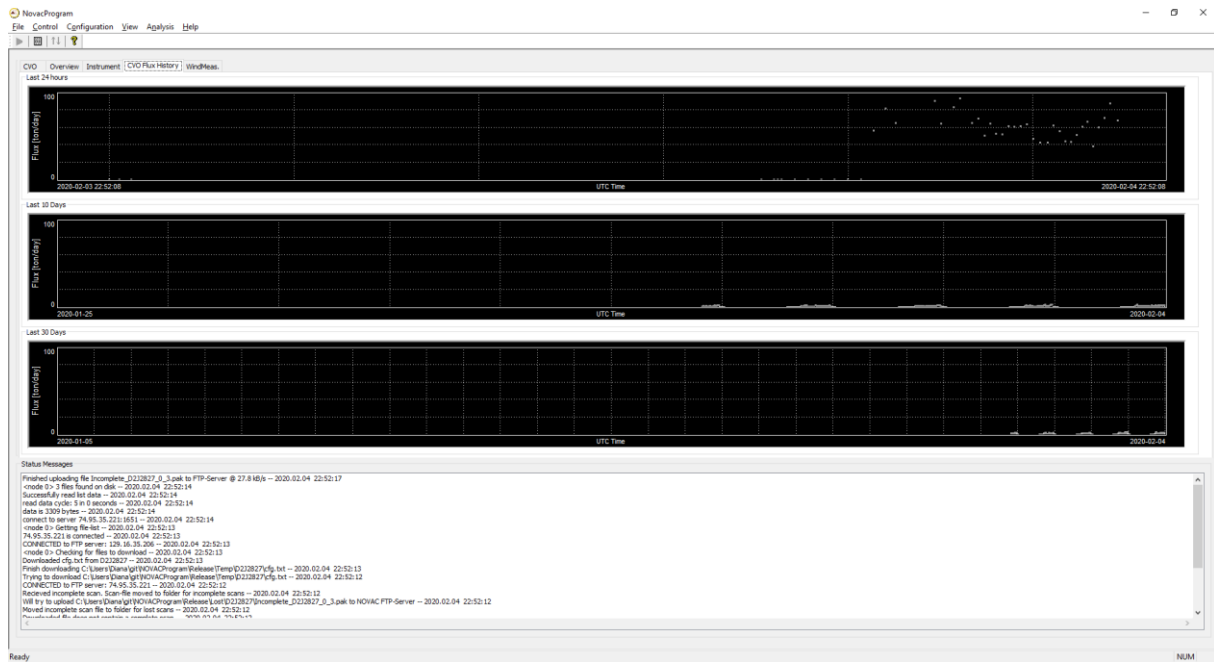 NovacProgram
File Control Configuration View Analysis Help
CVO Overview Instrument CVO Flux History WindMeas.
Last 24 hours
100
Flux [ton/day]
0
2020-02-03 22:52:08 UTC Time 2020-02-04 22:52:08
Last 10 Days
100
Flux [ton/day]
0
2020-01-25 UTC Time 2020-02-04
Last 30 Days
100
Flux [ton/day]
0
2020-01-05 UTC Time 2020-02-04
Status Messages
Finished uploading file Incomplete_D2J2827_0_3.pak to FTP-Server @ 27.8 kB/s -- 2020.02.04 22:52:17
<node 0> 3 files found on disk -- 2020.02.04 22:52:14
Successfully read list data -- 2020.02.04 22:52:14
read data cycle: 5 in 0 seconds -- 2020.02.04 22:52:14
data is 3309 bytes -- 2020.02.04 22:52:14
connect to server 74.95.35.221:1651 -- 2020.02.04 22:52:14
<node 0> Getting file-list -- 2020.02.04 22:52:13
74.95.35.221 is connected -- 2020.02.04 22:52:13
CONNECTED to FTP server: 129.16.35.206 -- 2020.02.04 22:52:13
<node 0> Checking for files to download -- 2020.02.04 22:52:13
Downloaded cfg.txt from D2J2827 -- 2020.02.04 22:52:13
Finish downloading C:\Users\Diana\git\NOVACProgram\Release\Temp\D2J2827\cfg.txt -- 2020.02.04 22:52:13
Trying to download C:\Users\Diana\git\NOVACProgram\Release\Temp\D2J2827\cfg.txt -- 2020.02.04 22:52:12
CONNECTED to FTP server: 74.95.35.221 -- 2020.02.04 22:52:12
Recieved incomplete scan. Scan-file moved to folder for incomplete scans -- 2020.02.04 22:52:12
Will try to upload C:\Users\Diana\git\NOVACProgram\Release\Lost\D2J2827\Incomplete_D2J2827_0_3.pak to NOVAC FTP-Server -- 2020.02.04 22:52:12
Moved incomplete scan file to folder for lost scans -- 2020.02.04 22:52:12
Downloaded file does not contain a complete scan -- 2020.02.04 22:52:12
Ready NUM